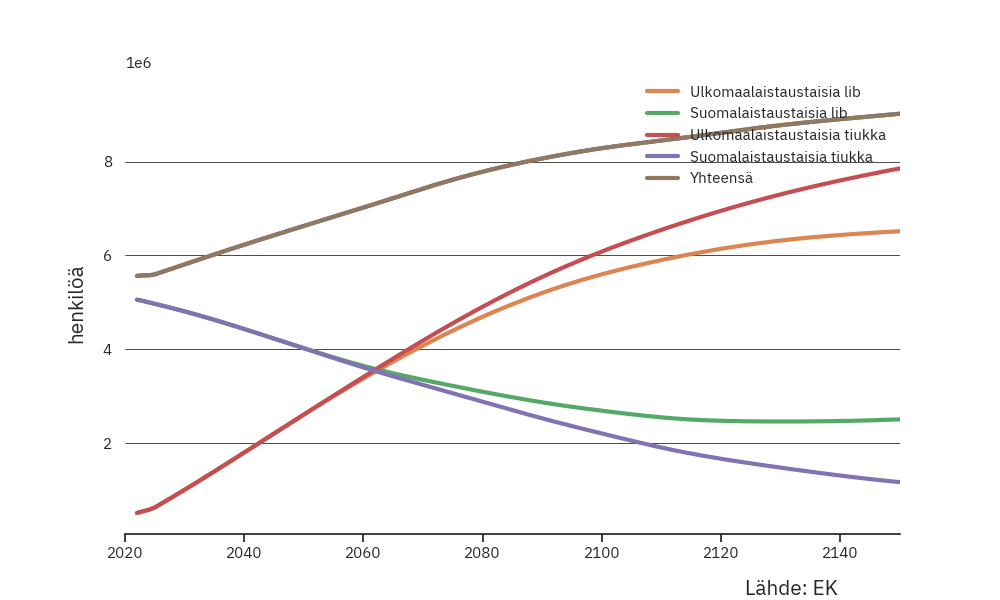 1e6
Ulkomaalaistaustaisia lib
Suomalaistaustaisia lib
Ulkomaalaistaustaisia tiukka
Suomalaistaustaisia tiukka
Yhteensä
8
6
4
2
henkilöä
2020 2040 2060 2080 2100 2120 2140
Lähde: EK